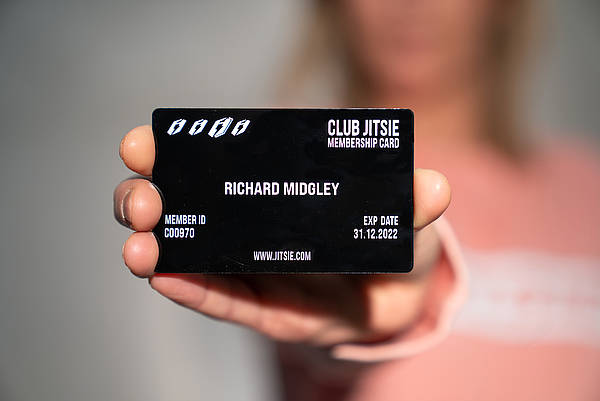 CLUB JITSIE
MEMBERSHIP CARD
RICHARD MIDGLEY
MEMBER ID
C00970
EXP DATE
31.12.2022
WWW.JITSIE.COM